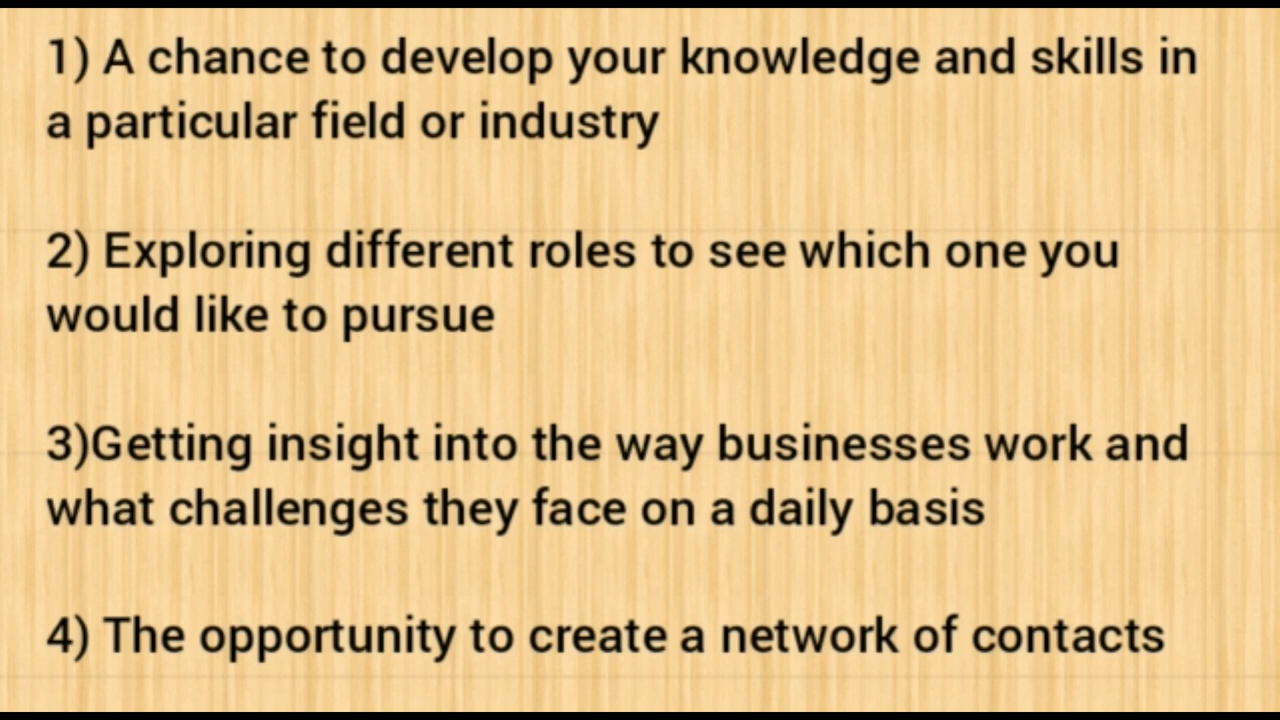 1) A chance to develop your knowledge and skills in
a particular field or industry
2) Exploring different roles to see which one you
would like to pursue
3)Getting insight into the way businesses work and
what challenges they face on a daily basis
4) The opportunity to create a network of contacts